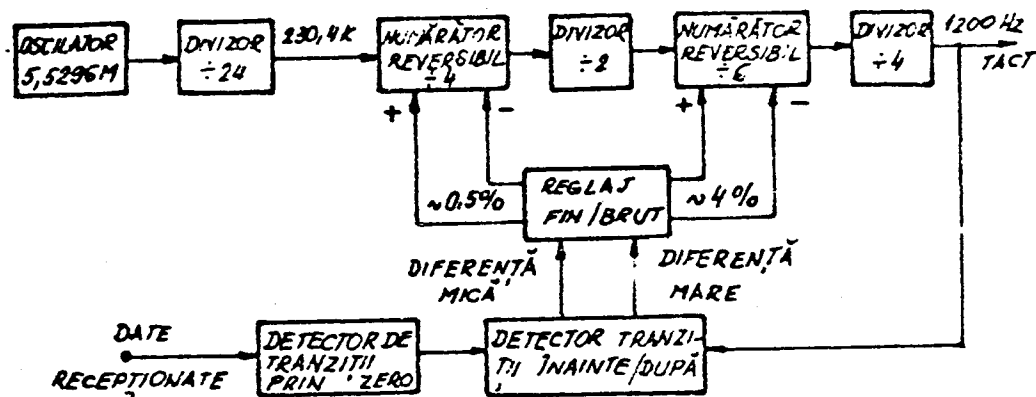 OSCILATOR
5,5296M
DIVIZOR
÷24
230,4K
NUMĂRĂTOR
REVERSIBIL
÷4
DIVIZOR
÷2
NUMĂRĂTOR
REVERSIBIL
÷6
DIVIZOR
÷4
1200 Hz
TACT
+
-
+
-
~0.5%
REGLAJ
FIN/BRUT
~4%
DIFERENȚĂ
MICĂ
DIFERENȚĂ
MARE
DATE
RECEPȚIONATE
DETECTOR DE
TRANZIȚII
PRIN ZERO
DETECTOR TRANZI-
ȚII ÎNAINTE/DUPĂ